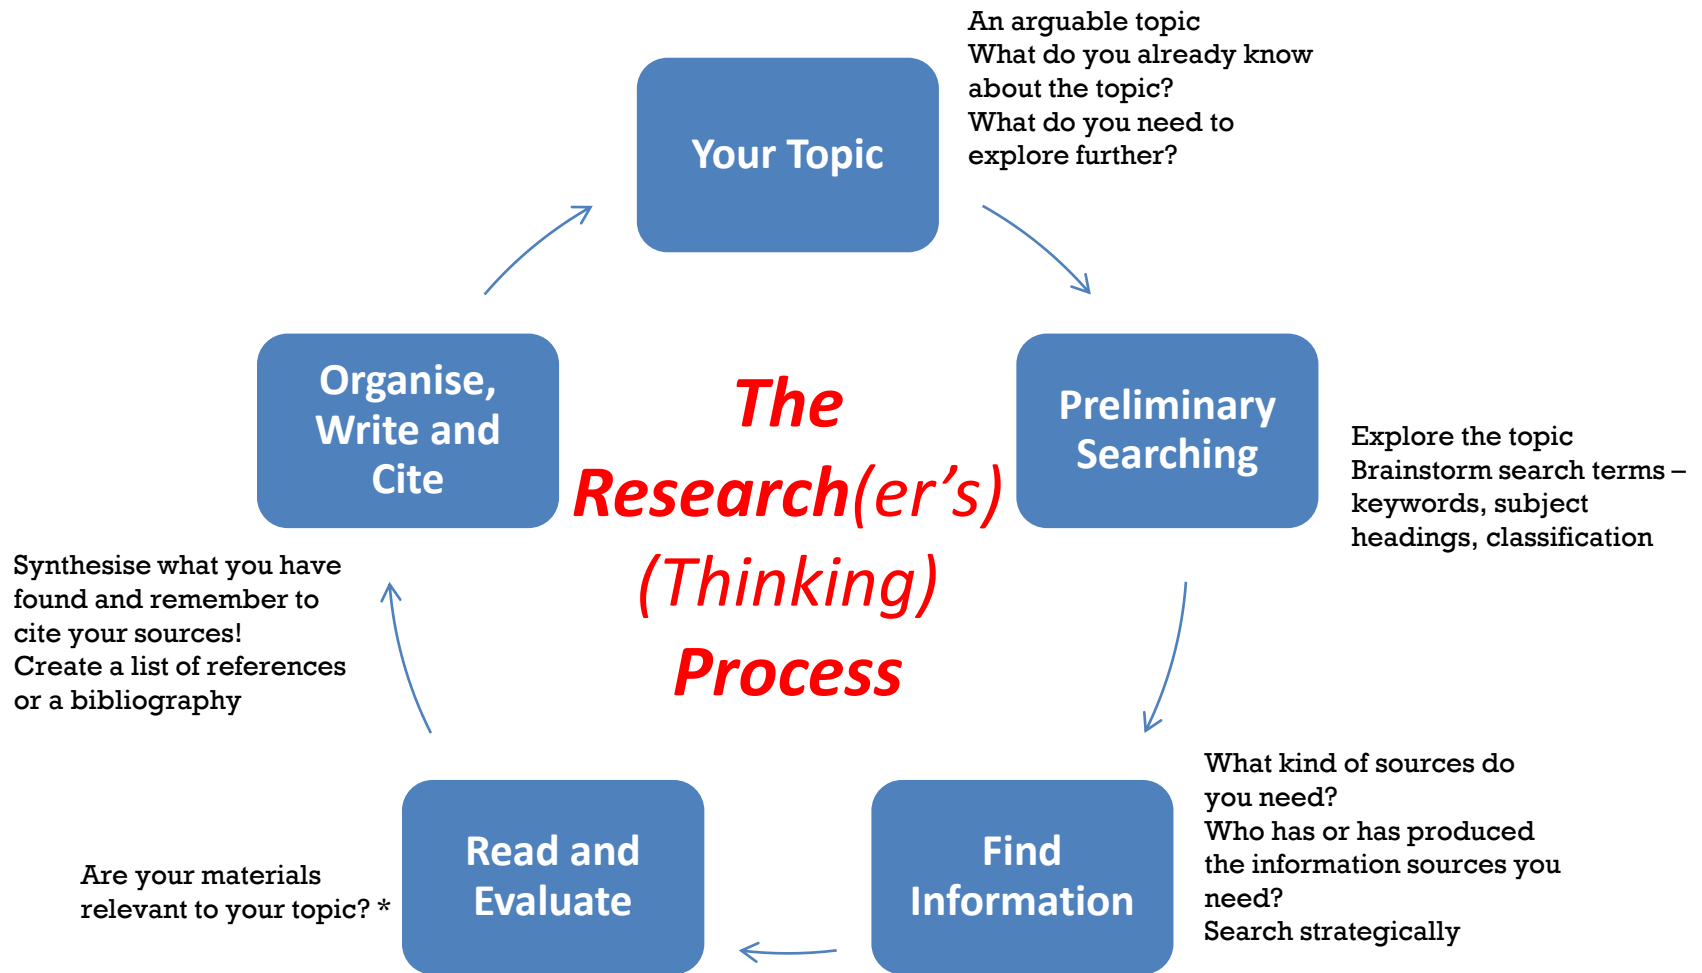 An arguable topic
What do you already know
about the topic?
What do you need to
explore further?
Your Topic
Preliminary
Searching
Explore the topic
Brainstorm search terms –
keywords, subject
headings, classification
Find
Information
What kind of sources do
you need?
Who has or has produced
the information sources you
need?
Search strategically
Read and
Evaluate
Are your materials
relevant to your topic? *
Organise,
Write and
Cite
Synthesise what you have
found and remember to
cite your sources!
Create a list of references
or a bibliography
The
Research(er’s)
(Thinking)
Process